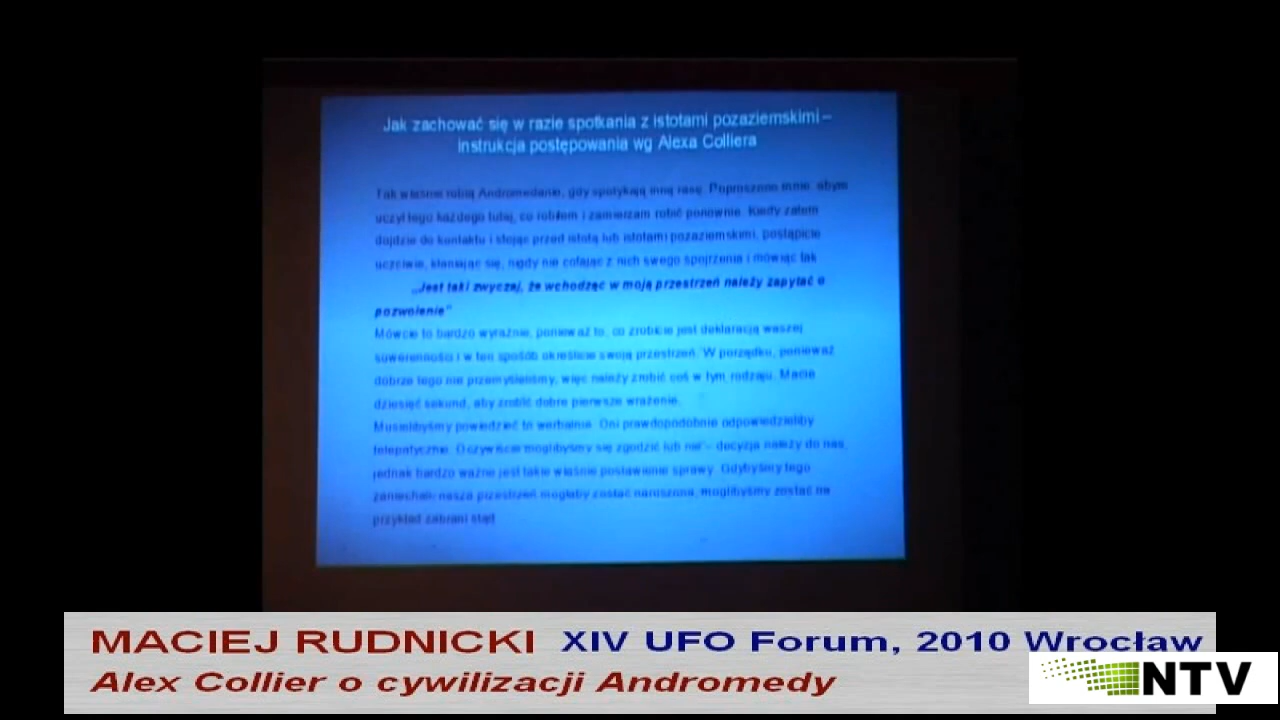 Jak zachować się w razie spotkania z istotami pozaziemskimi –
instrukcja postępowania wg Alexa Colliera
Tak właśnie robią Andromedanie, gdy spotykają inną rasę. Poproszono mnie, abym
uczył tego każdego tutaj, co robiłem i zamierzam robić ponownie. Kiedy zatem
dojdzie do kontaktu i stojąc przed istotą lub istotami pozaziemskimi, postąpicie
uczciwie, kłaniając się, nigdy nie cofając z nich swego spojrzenia i mówiąc tak
„Jest taki zwyczaj, że wchodząc w moją przestrzeń należy zapytać o
pozwolenie"
Mówcie to bardzo wyraźnie, ponieważ to, co zrobicie jest deklaracją waszej
suwerenności i w ten sposób określicie swoją przestrzeń. W porządku, ponieważ
dobrze tego nie przemyśleliśmy, więc należy zrobić coś w tym rodzaju. Macie
dziesięć sekund, aby zrobić dobre pierwsze wrażenie.
Musielibyśmy powiedzieć to werbalnie. Oni prawdopodobnie odpowiedzieliby
telepatycznie. Oczywiście moglibyśmy się zgodzić lub nie – decyzja należy do nas,
jednak bardzo ważne jest takie właśnie postawienie sprawy. Gdybyśmy tego
zaniechali nasza przestrzeń mogłaby zostać naruszona, moglibyśmy zostać na
przykład zabrani stąd
MACIEJ RUDNICKI XIV UFO Forum, 2010 Wrocław
Alex Collier o cywilizacji Andromedy
NTV